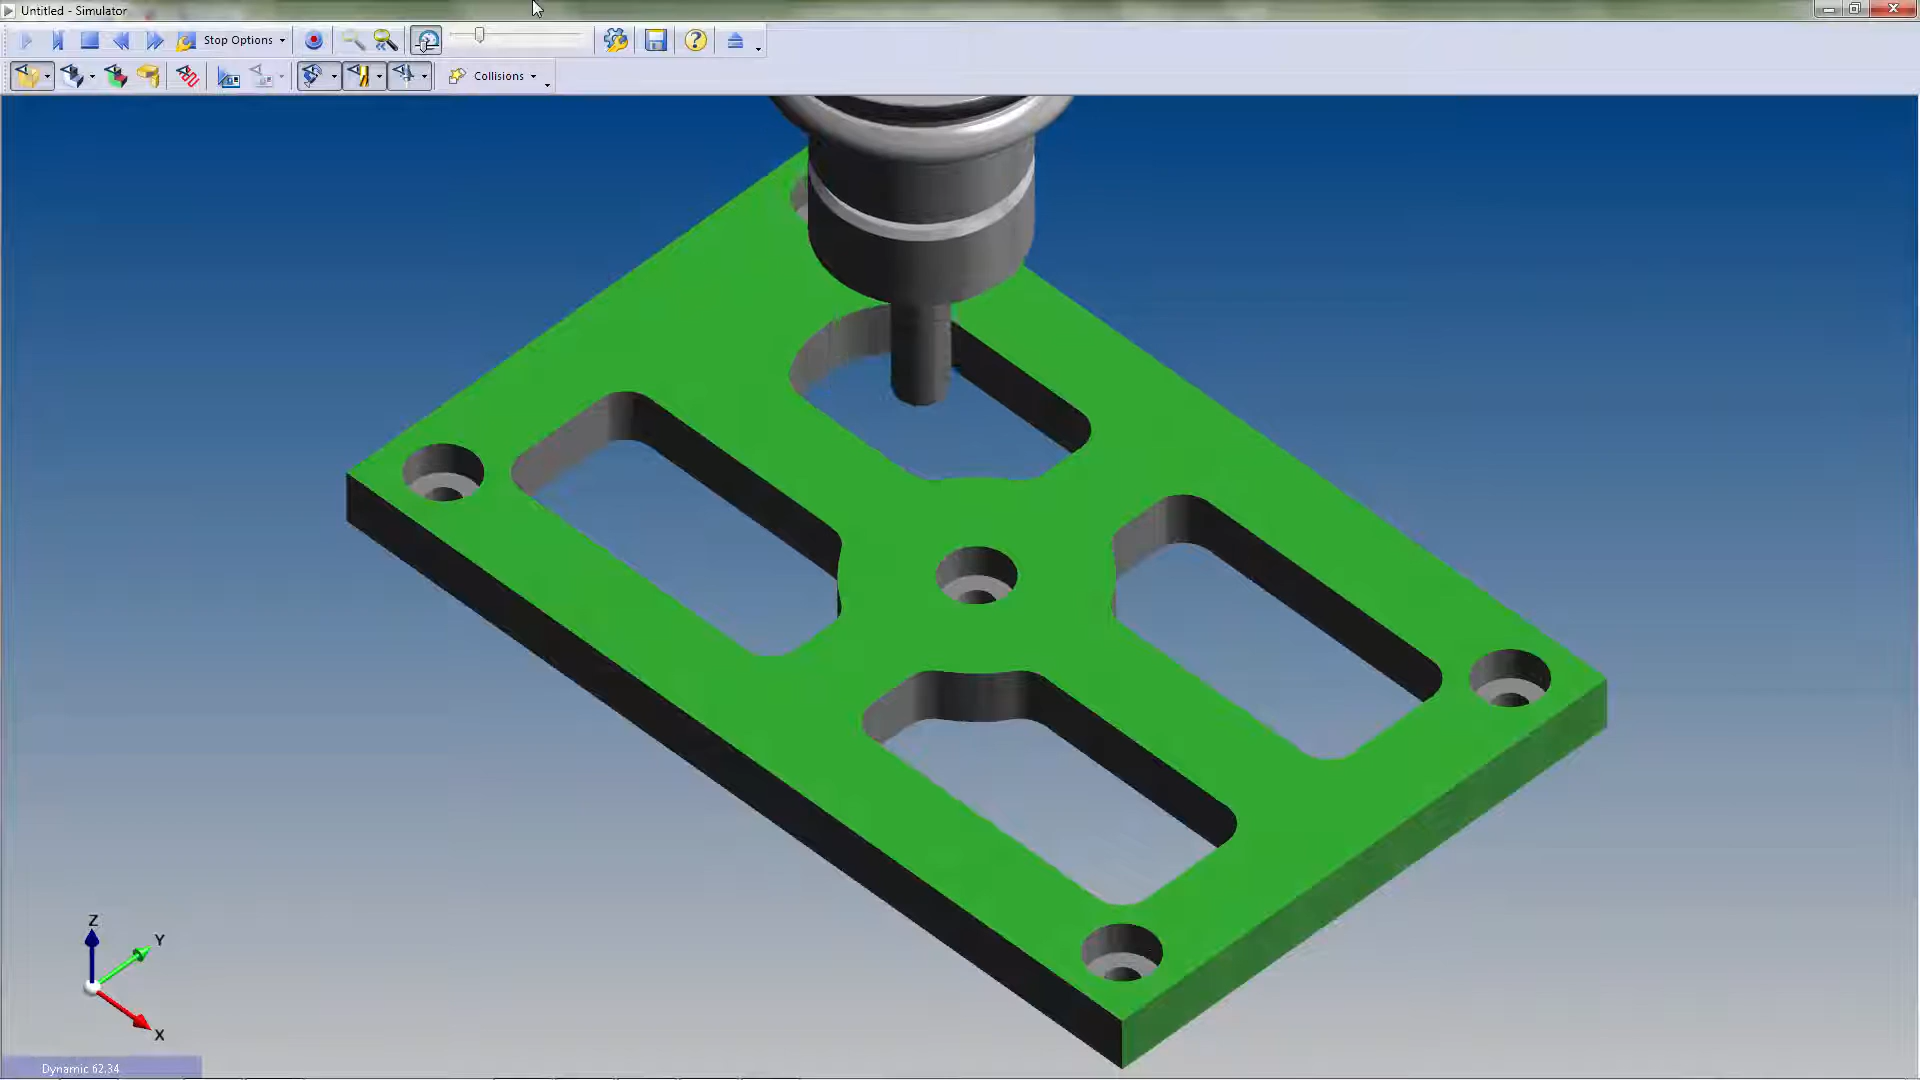 Untitled - Simulator
Stop Options
Collisions
Z
Y
X
Dynamic 62.34